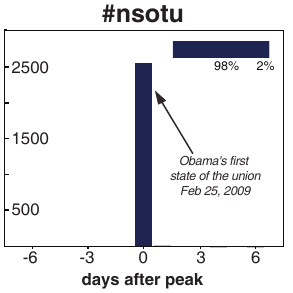 #nsotu
2500
98% 2%
1500
Obama's first
state of the union
Feb 25, 2009
500
-6 -3 0 3 6
days after peak